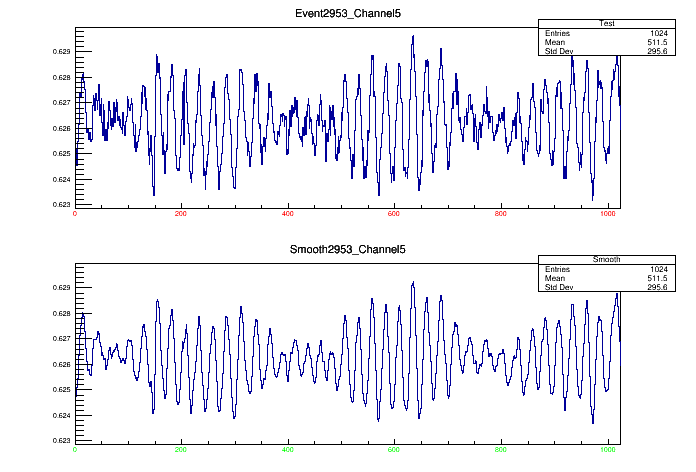 Event2953_Channel5
Test
Entries 1024
Mean 511.5
Std Dev 295.6
0.629
0.628
0.627
0.626
0.625
0.624
0.623
0 200 400 600 800 1000
Smooth2953_Channel5
Smooth
Entries 1024
Mean 511.5
Std Dev 295.6
0.629
0.628
0.627
0.626
0.625
0.624
0.623
0 200 400 600 800 1000